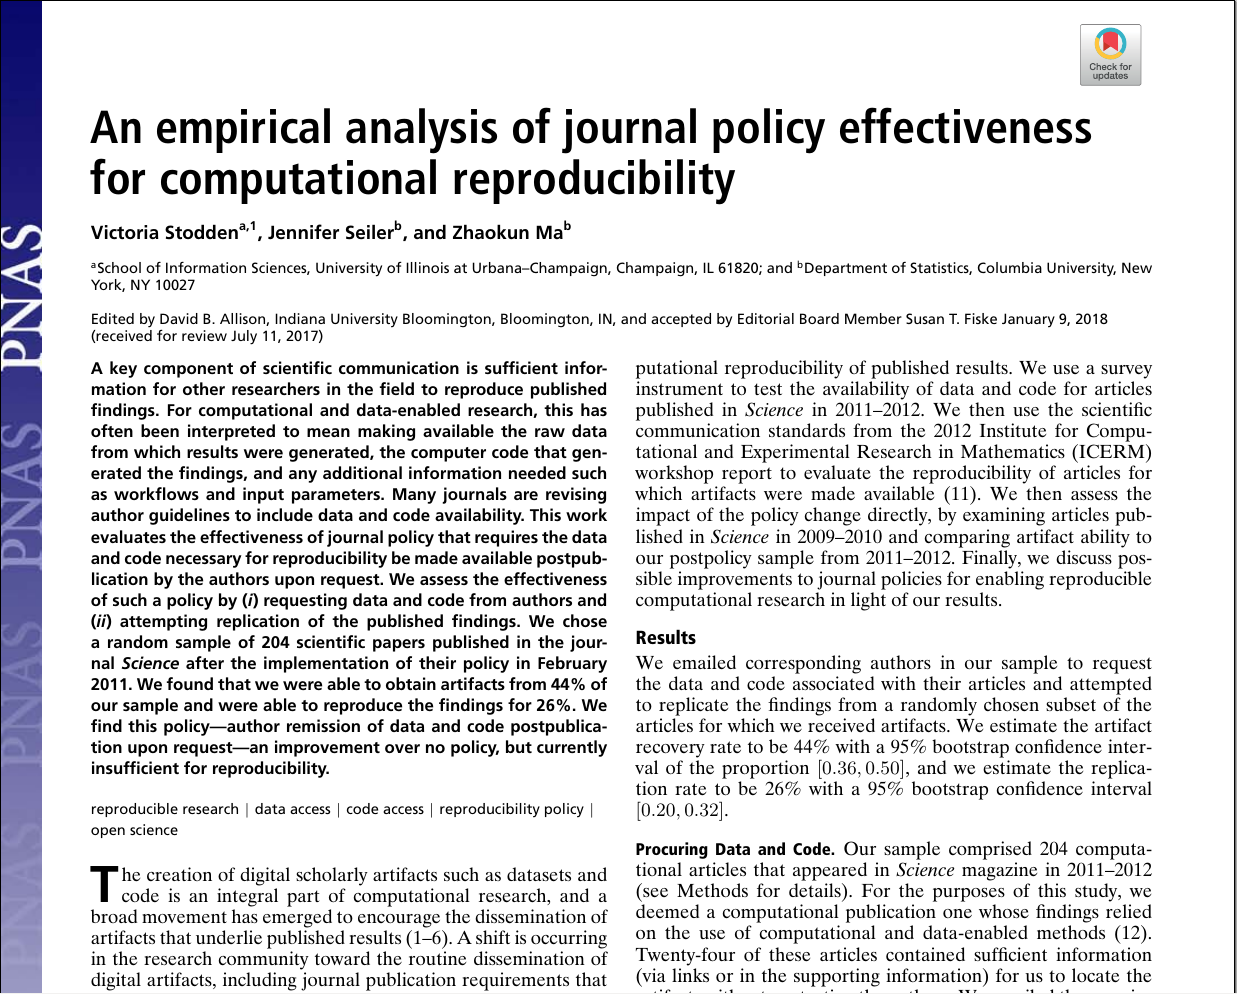 Check for
updates
An empirical analysis of journal policy effectiveness
for computational reproducibility
Victoria Stodden^a,1, Jennifer Seiler^b, and Zhaokun Ma^b
^aSchool of Information Sciences, University of Illinois at Urbana–Champaign, Champaign, IL 61820; and ^bDepartment of Statistics, Columbia University, New
York, NY 10027
Edited by David B. Allison, Indiana University Bloomington, Bloomington, IN, and accepted by Editorial Board Member Susan T. Fiske January 9, 2018
(received for review July 11, 2017)
A key component of scientific communication is sufficient infor-
mation for other researchers in the field to reproduce published
findings. For computational and data-enabled research, this has
often been interpreted to mean making available the raw data
from which results were generated, the computer code that gen-
erated the findings, and any additional information needed such
as workflows and input parameters. Many journals are revising
author guidelines to include data and code availability. This work
evaluates the effectiveness of journal policy that requires the data
and code necessary for reproducibility be made available postpub-
lication by the authors upon request. We assess the effectiveness
of such a policy by (i) requesting data and code from authors and
(ii) attempting replication of the published findings. We chose
a random sample of 204 scientific papers published in the jour-
nal Science after the implementation of their policy in February
2011. We found that we were able to obtain artifacts from 44% of
our sample and were able to reproduce the findings for 26%. We
find this policy—author remission of data and code postpublica-
tion upon request—an improvement over no policy, but currently
insufficient for reproducibility.
reproducible research | data access | code access | reproducibility policy |
open science
The creation of digital scholarly artifacts such as datasets and
code is an integral part of computational research, and a
broad movement has emerged to encourage the dissemination of
artifacts that underlie published results (1–6). A shift is occurring
in the research community toward the routine dissemination of
digital artifacts, including journal publication requirements that
putational reproducibility of published results. We use a survey
instrument to test the availability of data and code for articles
published in Science in 2011–2012. We then use the scientific
communication standards from the 2012 Institute for Compu-
tational and Experimental Research in Mathematics (ICERM)
workshop report to evaluate the reproducibility of articles for
which artifacts were made available (11). We then assess the
impact of the policy change directly, by examining articles pub-
lished in Science in 2009–2010 and comparing artifact ability to
our postpolicy sample from 2011–2012. Finally, we discuss pos-
sible improvements to journal policies for enabling reproducible
computational research in light of our results.
Results
We emailed corresponding authors in our sample to request
the data and code associated with their articles and attempted
to replicate the findings from a randomly chosen subset of the
articles for which we received artifacts. We estimate the artifact
recovery rate to be 44% with a 95% bootstrap confidence inter-
val of the proportion [0.36, 0.50], and we estimate the replica-
tion rate to be 26% with a 95% bootstrap confidence interval
[0.20, 0.32].
Procuring Data and Code. Our sample comprised 204 computa-
tional articles that appeared in Science magazine in 2011–2012
(see Methods for details). For the purposes of this study, we
deemed a computational publication one whose findings relied
on the use of computational and data-enabled methods (12).
Twenty-four of these articles contained sufficient information
(via links or in the supporting information) for us to locate the
PNAS
PNAS
PNAS
PNAS